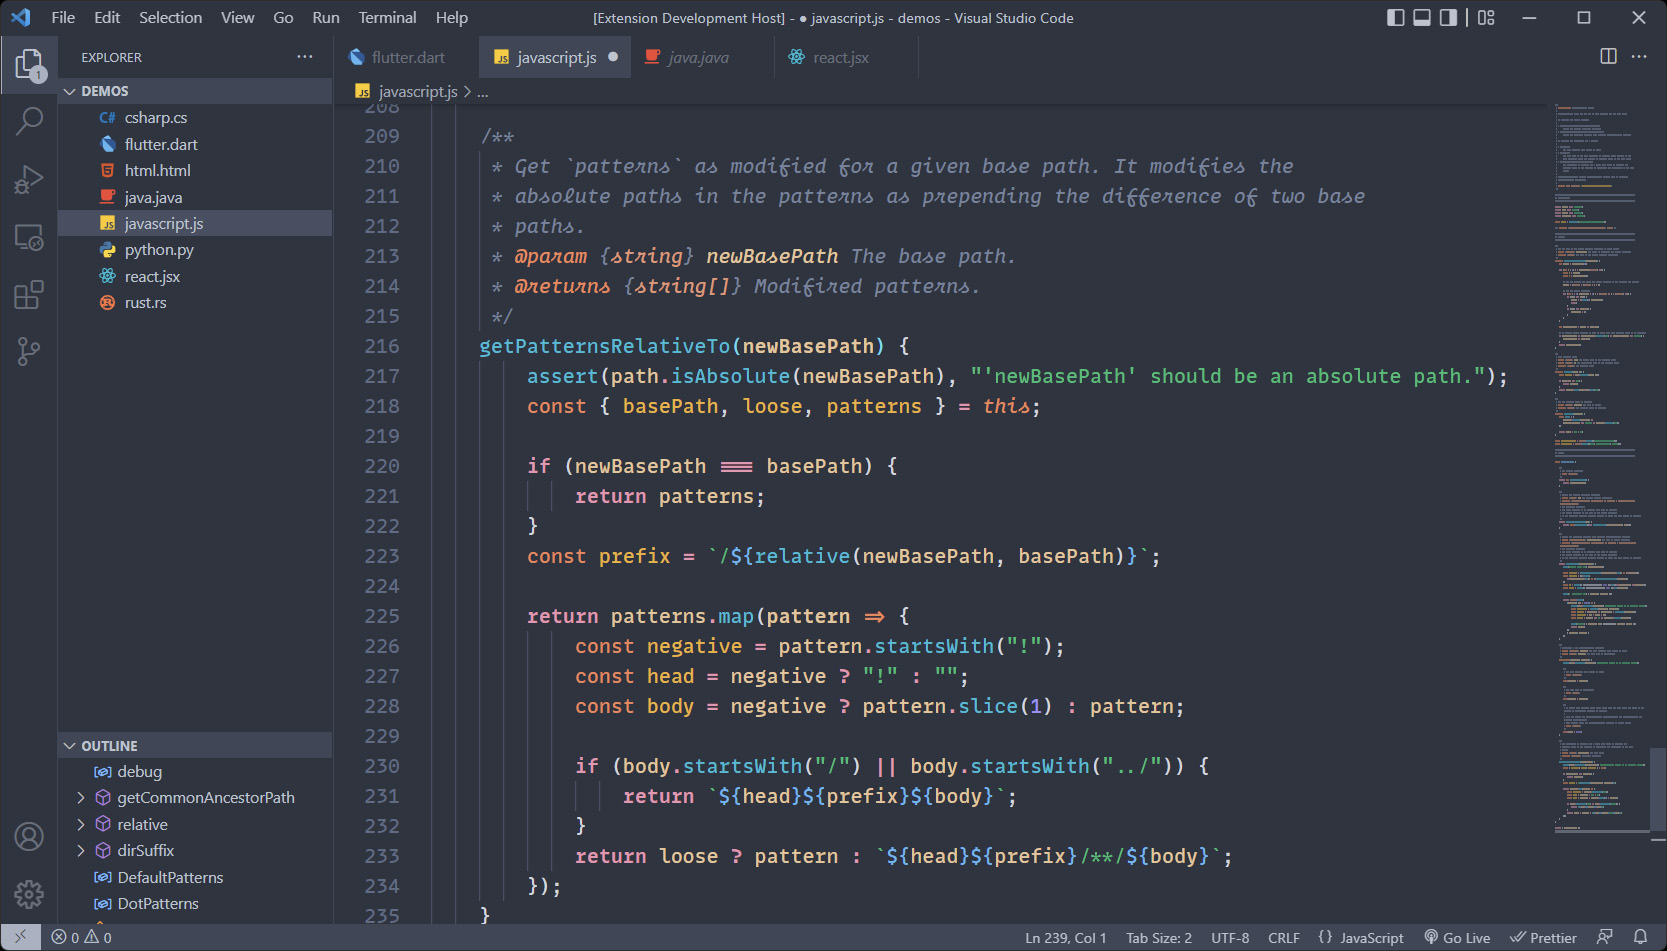 File Edit Selection View Go Run Terminal Help
[Extension Development Host] - ● javascript.js - demos - Visual Studio Code
EXPLORER
flutter.dart
javascript.js
java.java
react.jsx
1
DEMOS
csharp.cs
flutter.dart
html.html
java.java
javascript.js
python.py
react.jsx
rust.rs
OUTLINE
debug
getCommonAncestorPath
relative
dirSuffix
DefaultPatterns
DotPatterns
javascript.js > ...
208
209 /**
210 * Get `patterns` as modified for a given base path. It modifies the
211 * absolute paths in the patterns as prepending the difference of two base
212 * paths.
213 * @param {string} newBasePath The base path.
214 * @returns {string[]} Modifired patterns.
215 */
216 getPatternsRelativeTo(newBasePath) {
217 assert(path.isAbsolute(newBasePath), "'newBasePath' should be an absolute path.");
218 const { basePath, loose, patterns } = this;
219
220 if (newBasePath === basePath) {
221 return patterns;
222 }
223 const prefix = `/${relative(newBasePath, basePath)}`;
224
225 return patterns.map(pattern => {
226 const negative = pattern.startsWith("!");
227 const head = negative ? "!" : "";
228 const body = negative ? pattern.slice(1) : pattern;
229
230 if (body.startsWith("/") || body.startsWith("../")) {
231 return `${head}${prefix}${body}`;
232 }
233 return loose ? pattern : `${head}${prefix}/**/${body}`;
234 });
235 }
0 0
Ln 239, Col 1 Tab Size: 2 UTF-8 CRLF {} JavaScript Go Live Prettier